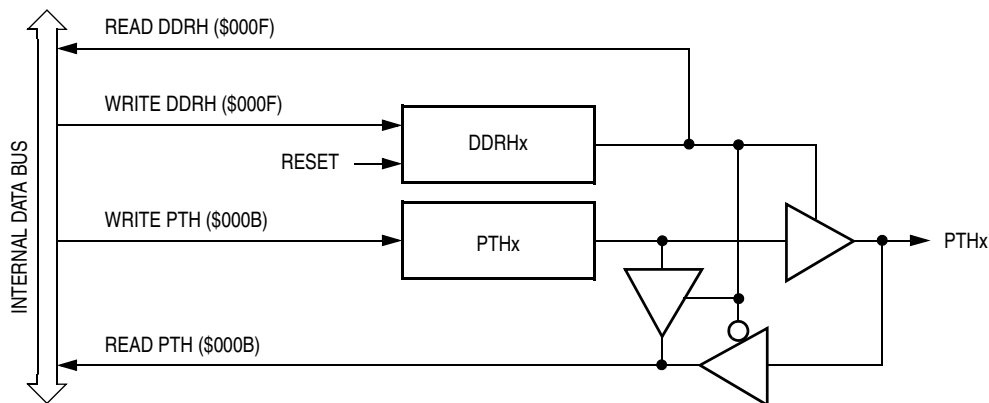 READ DDRH ($000F)
WRITE DDRH ($000F)
DDRHx
RESET
INTERNAL DATA BUS
WRITE PTH ($000B)
PTHx
PTHx
READ PTH ($000B)